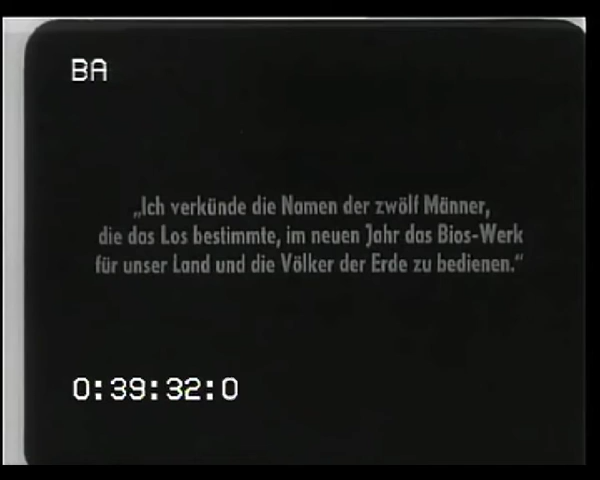 BA
„Ich verkünde die Namen der zwölf Männer,
die das Los bestimmte, im neuen Jahr das Bios-Werk
für unser Land und die Völker der Erde zu bedienen.“
0:39:32:0